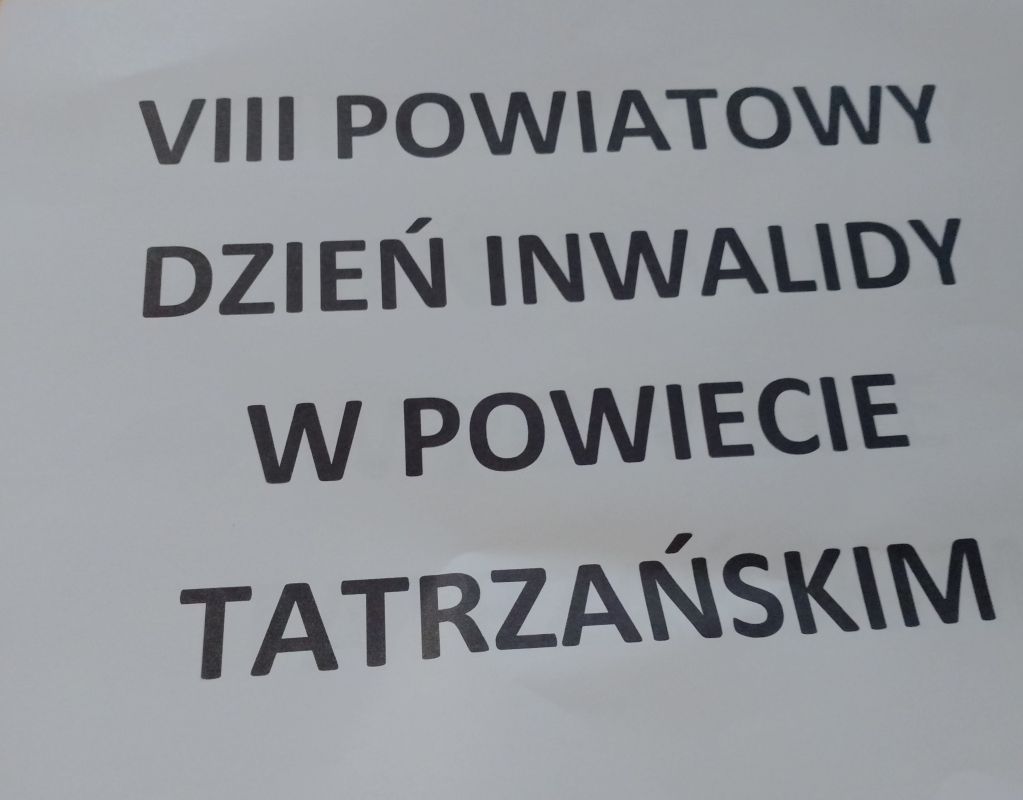 VIII POWIATOWY
DZIEŃ INWALIDY
W POWIECIE
TATRZAŃSKIM